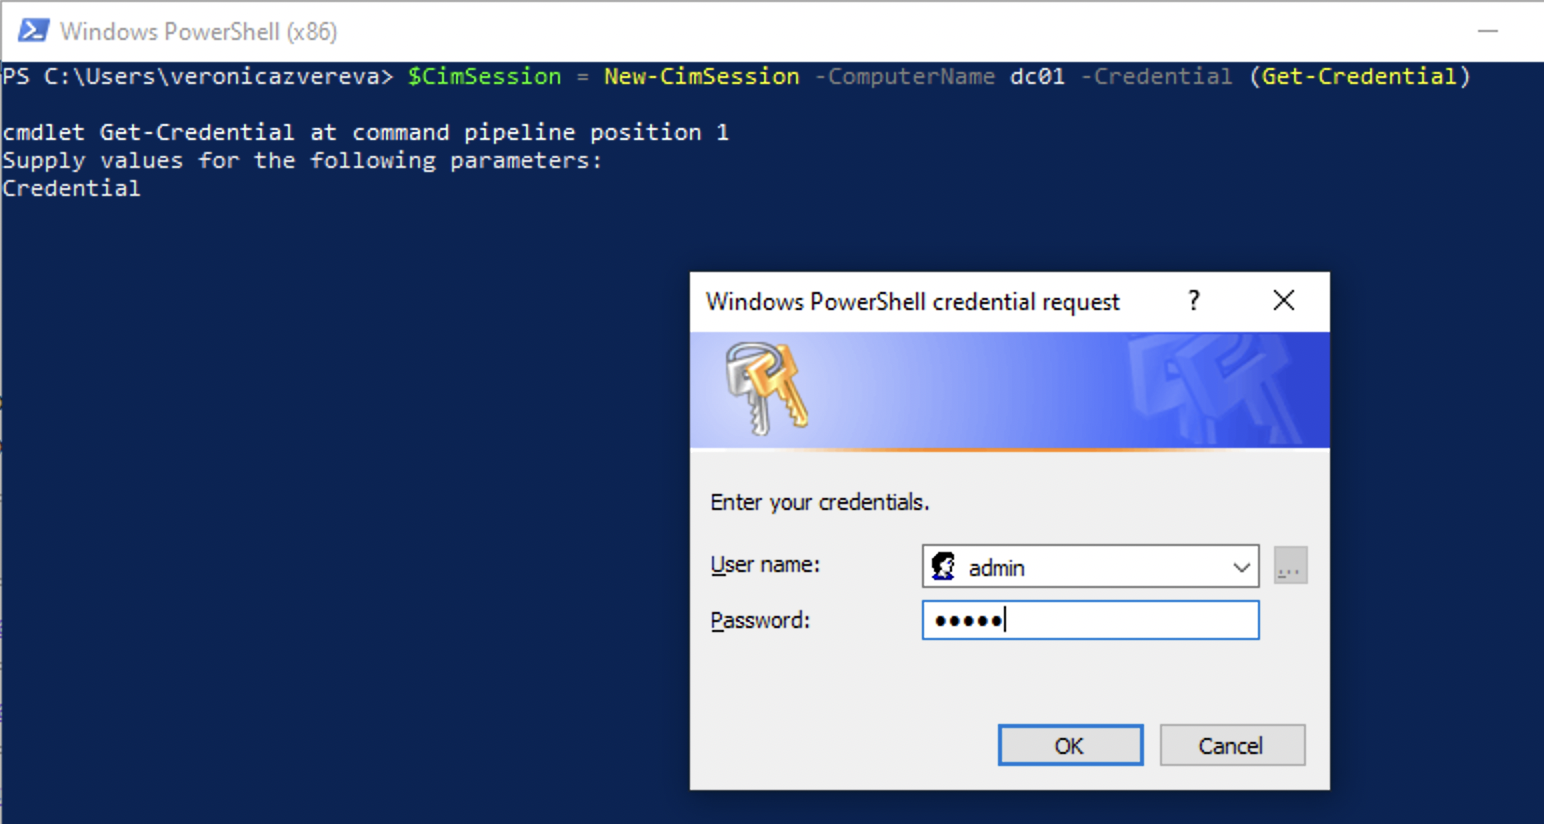 Windows PowerShell (x86)
PS C:\Users\veronicazvereva> $CimSession = New-CimSession -ComputerName dc01 -Credential (Get-Credential)
cmdlet Get-Credential at command pipeline position 1
Supply values for the following parameters:
Credential
Windows PowerShell credential request
Enter your credentials.
User name: admin
...
Password: •••••
OK Cancel